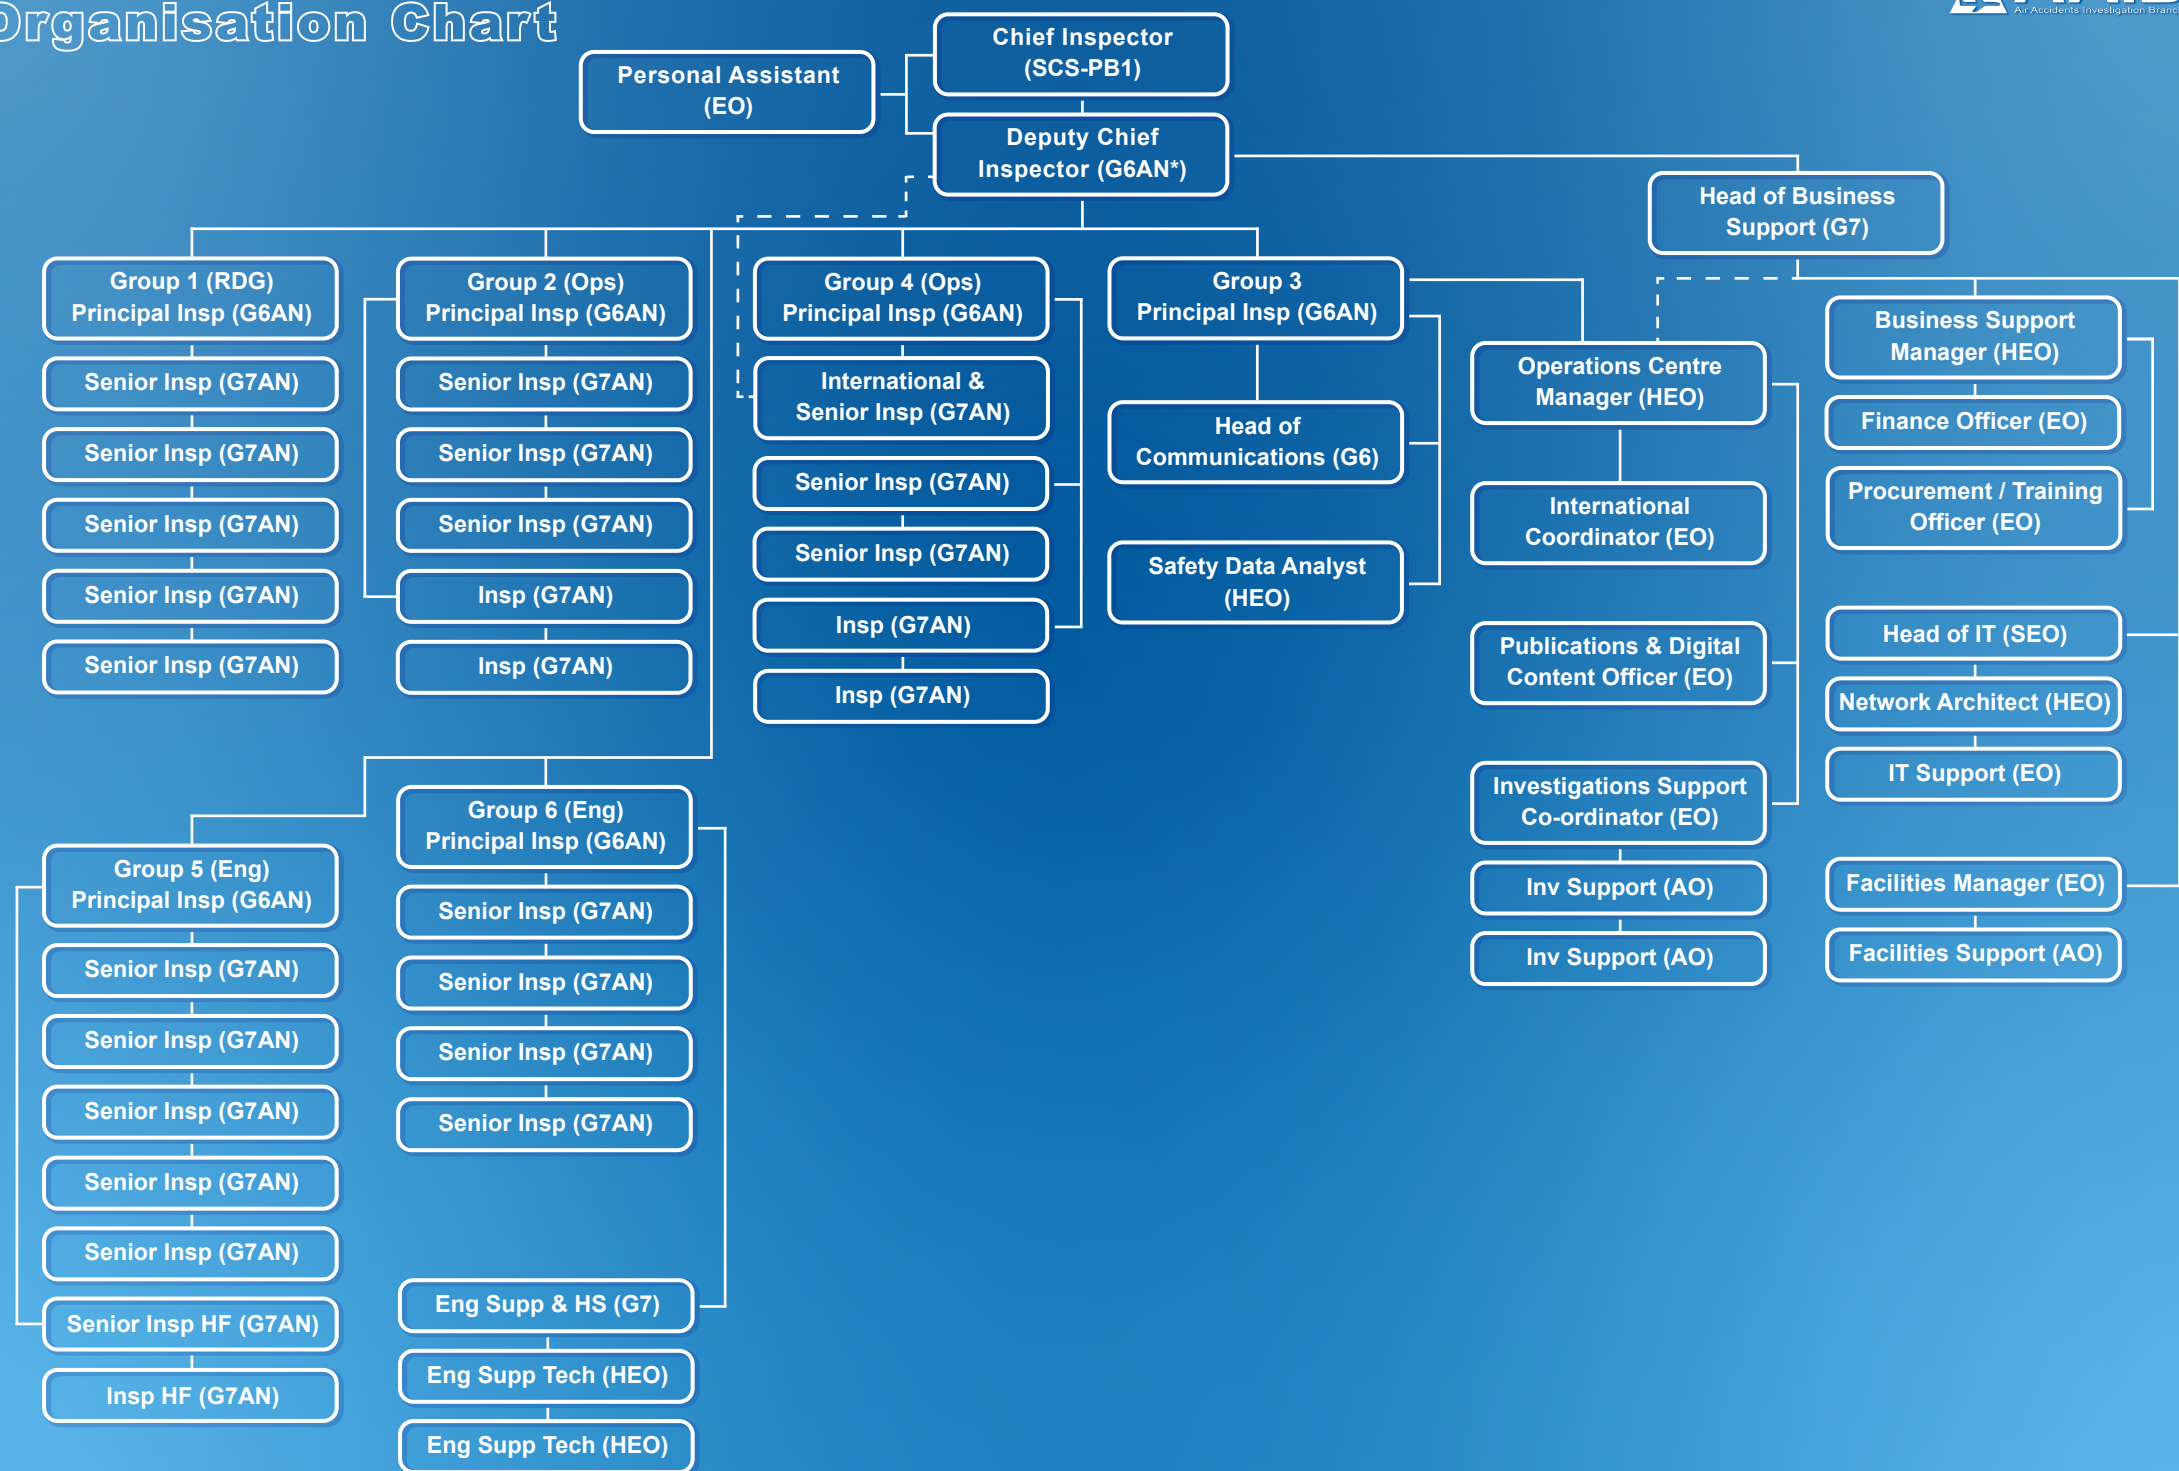 Organisation Chart
Air Accidents Investigation Branch
Chief Inspector
(SCS-PB1)
Personal Assistant
(EO)
Deputy Chief
Inspector (G6AN*)
Head of Business
Support (G7)
Group 1 (RDG)
Principal Insp (G6AN)
Senior Insp (G7AN)
Senior Insp (G7AN)
Senior Insp (G7AN)
Senior Insp (G7AN)
Senior Insp (G7AN)
Group 2 (Ops)
Principal Insp (G6AN)
Senior Insp (G7AN)
Senior Insp (G7AN)
Senior Insp (G7AN)
Insp (G7AN)
Insp (G7AN)
Group 4 (Ops)
Principal Insp (G6AN)
International &
Senior Insp (G7AN)
Senior Insp (G7AN)
Senior Insp (G7AN)
Insp (G7AN)
Insp (G7AN)
Group 3
Principal Insp (G6AN)
Head of
Communications (G6)
Safety Data Analyst
(HEO)
Operations Centre
Manager (HEO)
International
Coordinator (EO)
Publications & Digital
Content Officer (EO)
Investigations Support
Co-ordinator (EO)
Inv Support (AO)
Inv Support (AO)
Business Support
Manager (HEO)
Finance Officer (EO)
Procurement / Training
Officer (EO)
Head of IT (SEO)
Network Architect (HEO)
IT Support (EO)
Facilities Manager (EO)
Facilities Support (AO)
Group 5 (Eng)
Principal Insp (G6AN)
Senior Insp (G7AN)
Senior Insp (G7AN)
Senior Insp (G7AN)
Senior Insp (G7AN)
Senior Insp (G7AN)
Senior Insp HF (G7AN)
Insp HF (G7AN)
Group 6 (Eng)
Principal Insp (G6AN)
Senior Insp (G7AN)
Senior Insp (G7AN)
Senior Insp (G7AN)
Senior Insp (G7AN)
Eng Supp & HS (G7)
Eng Supp Tech (HEO)
Eng Supp Tech (HEO)